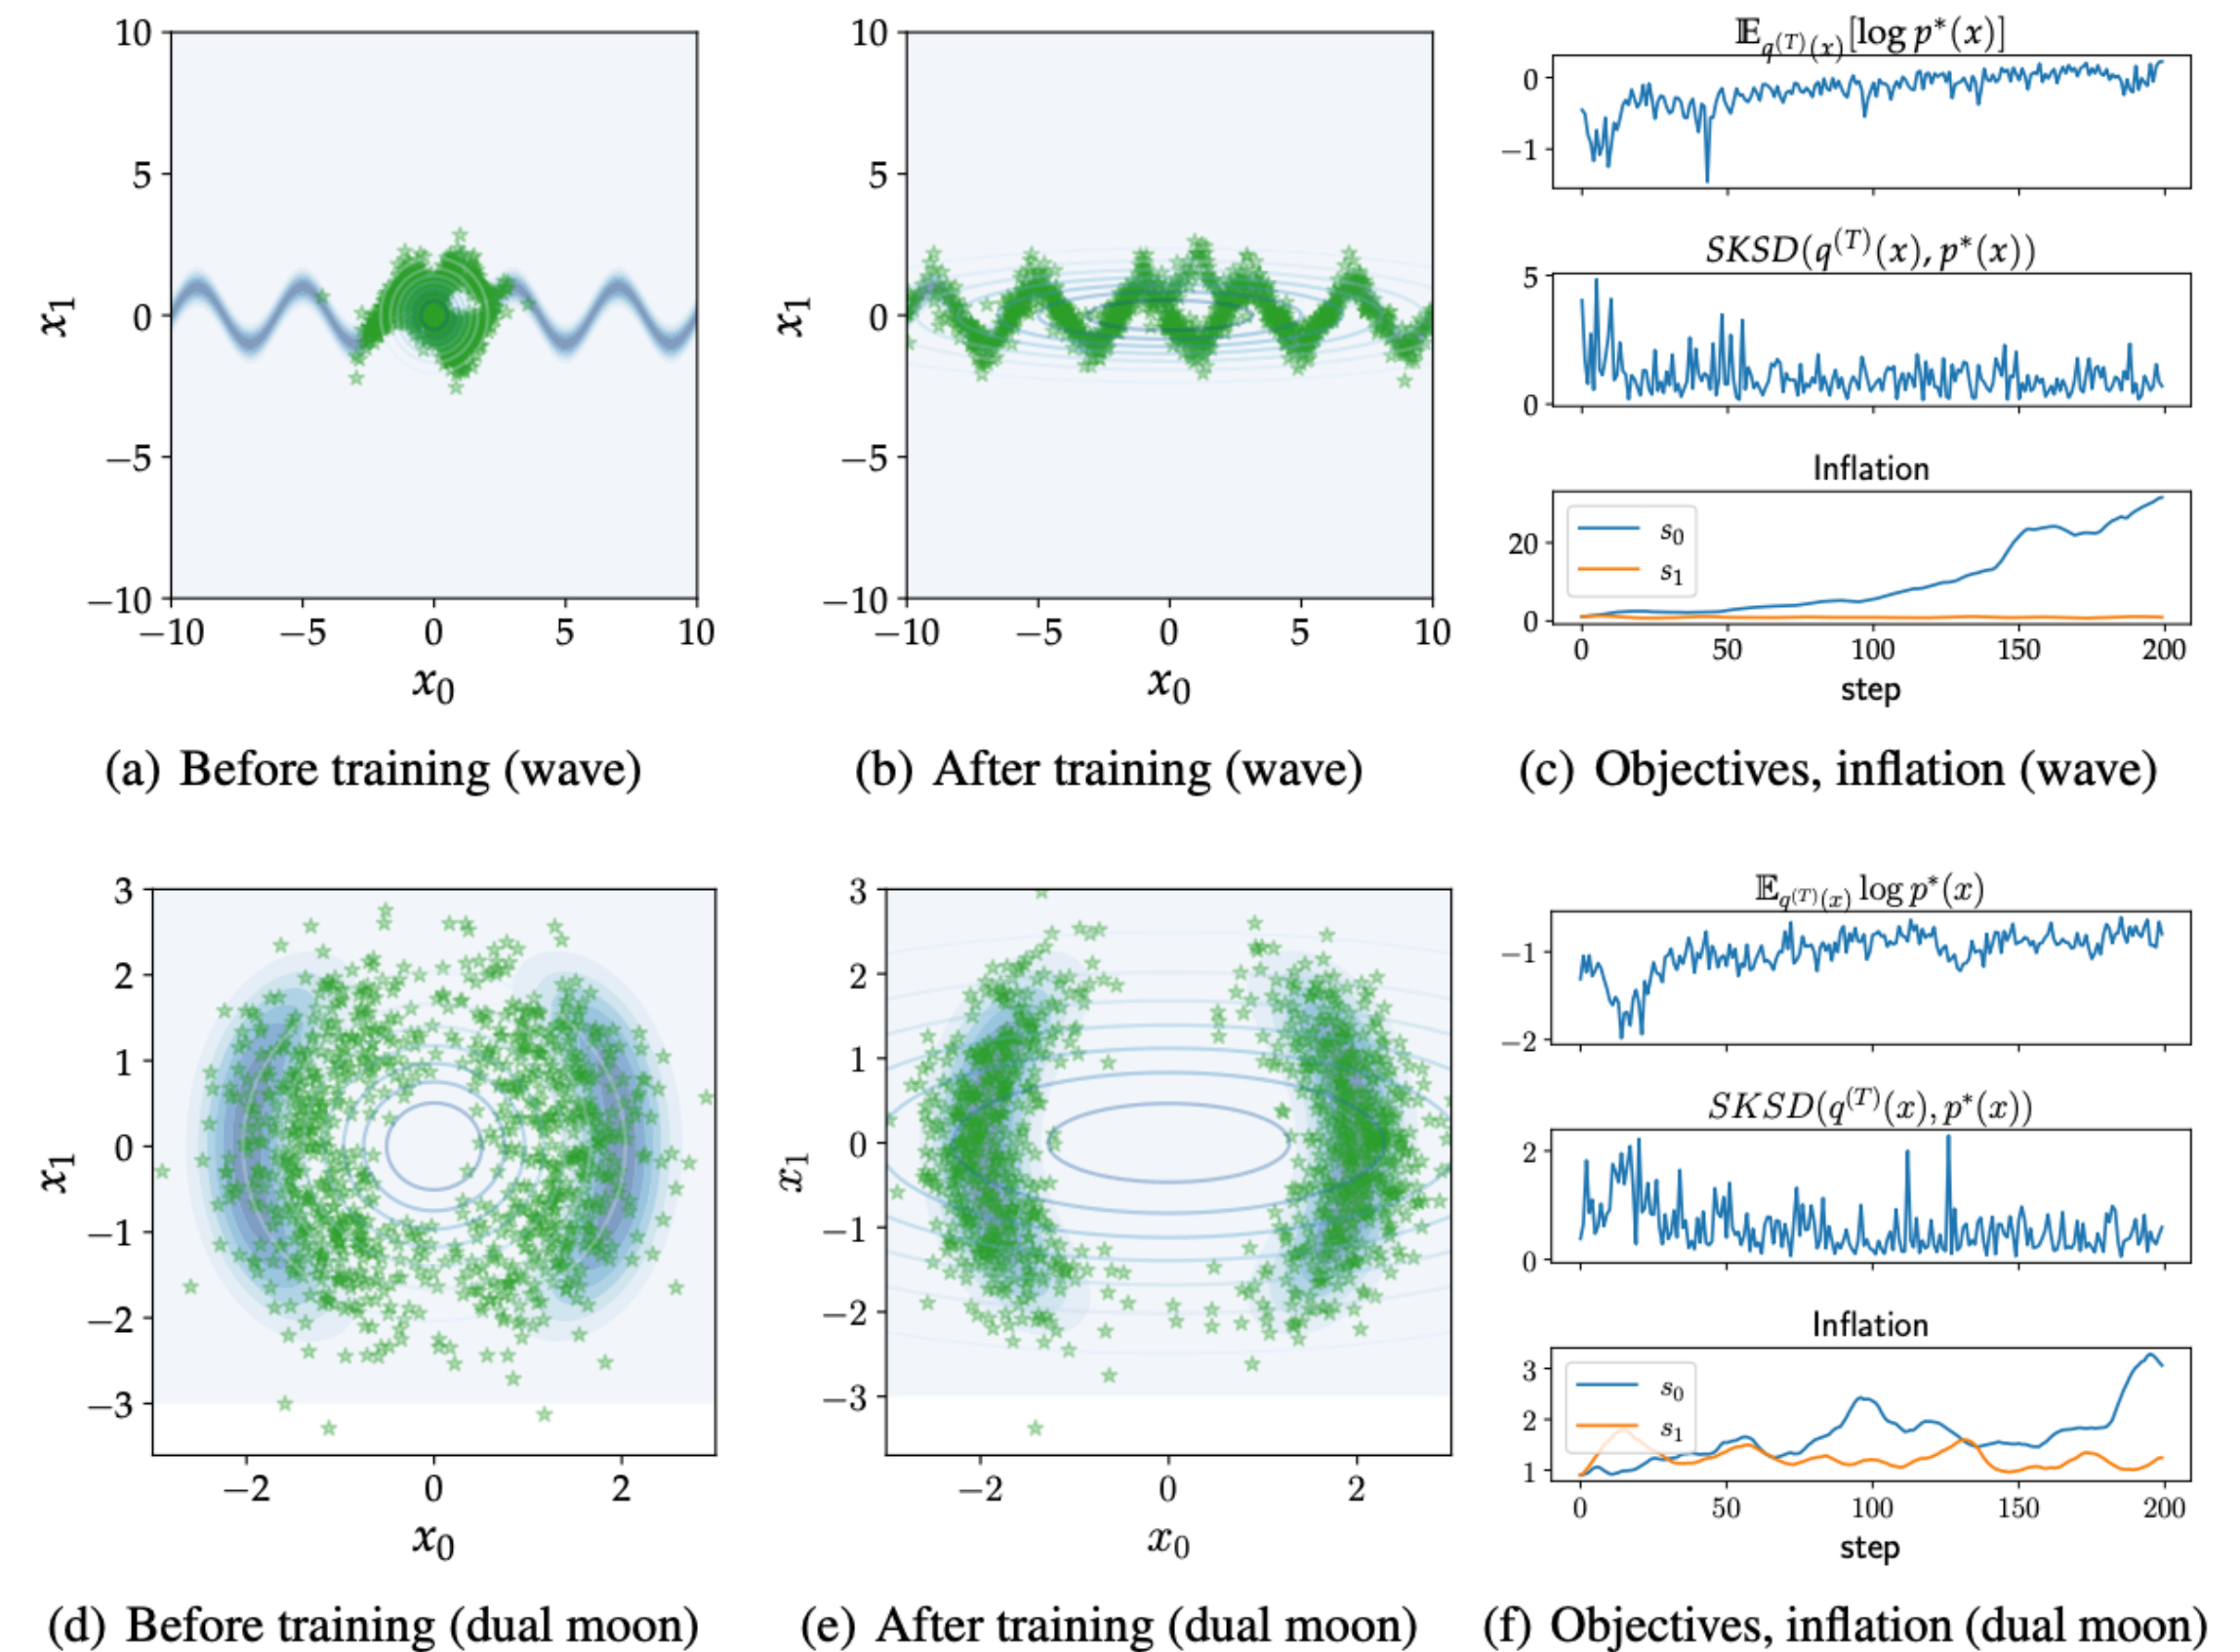 10
5
0
−5
−10
x₁
−10 −5 0 5 10
x₀
(a) Before training (wave)
10
5
0
−5
−10
x₁
−10 −5 0 5 10
x₀
(b) After training (wave)
𝔼_{q^{(T)}(x)}[log p*(x)]
0
−1
SKSD(q^{(T)}(x), p*(x))
5
0
Inflation
20
0
s₀
s₁
0 50 100 150 200
step
(c) Objectives, inflation (wave)
3
2
1
0
−1
−2
−3
x₁
−2 0 2
x₀
(d) Before training (dual moon)
3
2
1
0
−1
−2
−3
x₁
−2 0 2
x₀
(e) After training (dual moon)
𝔼_{q^{(T)}(x)} log p*(x)
−1
−2
SKSD(q^{(T)}(x), p*(x))
2
0
Inflation
3
2
1
s₀
s₁
0 50 100 150 200
step
(f) Objectives, inflation (dual moon)